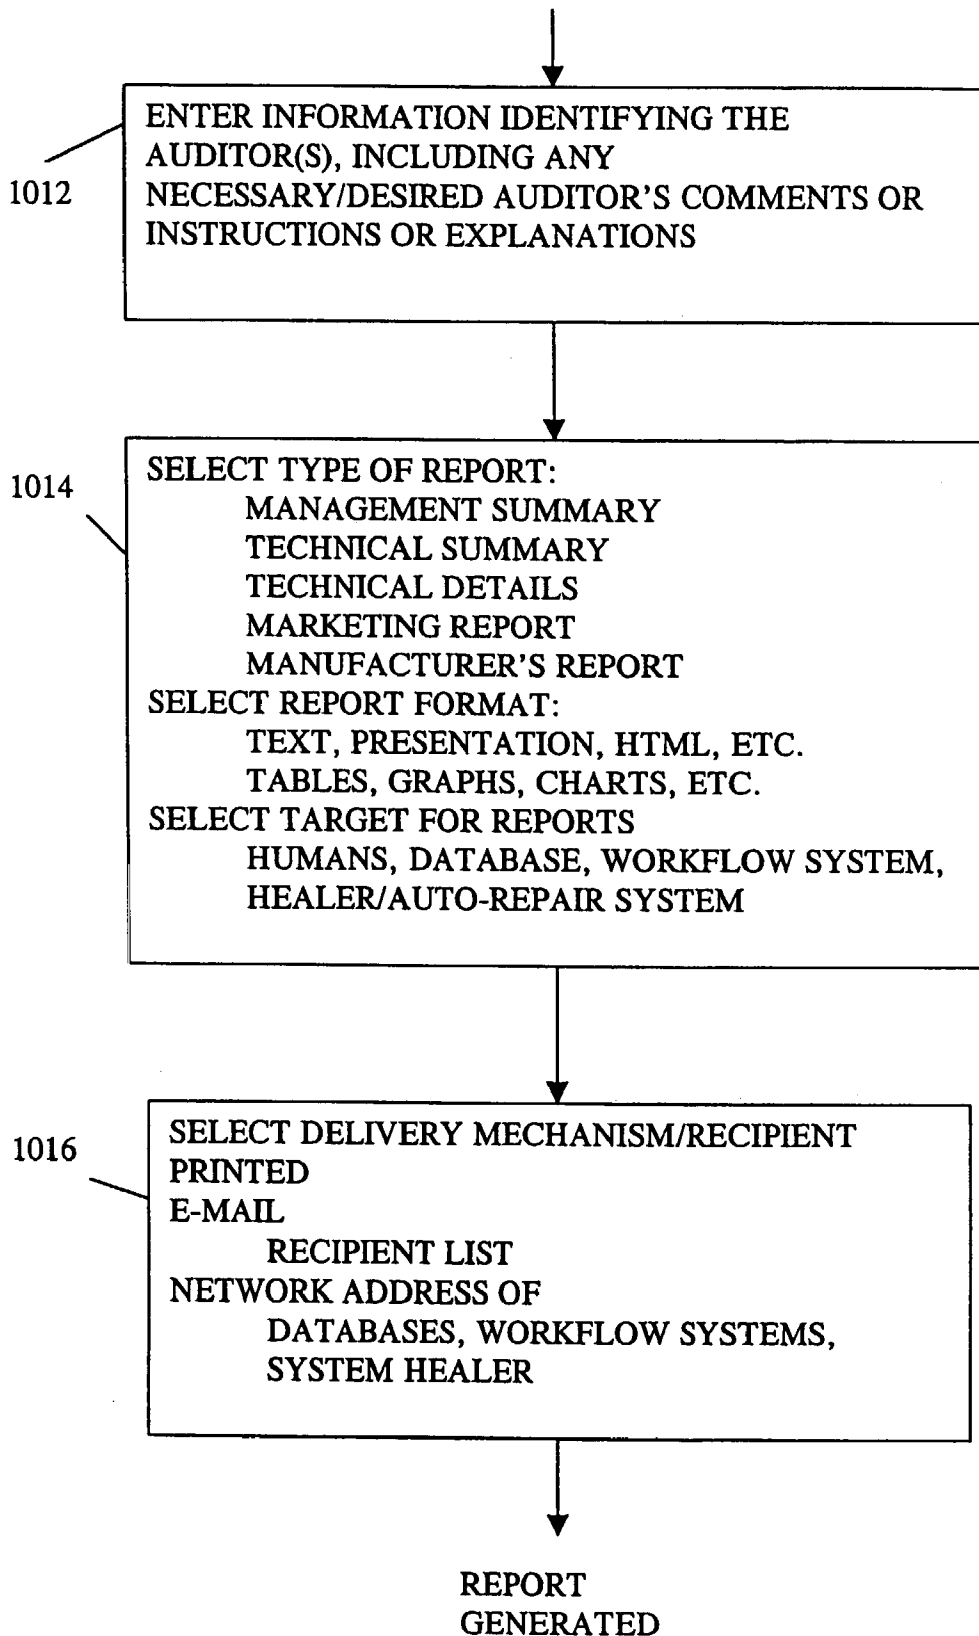 ENTER INFORMATION IDENTIFYING THE
AUDITOR(S), INCLUDING ANY
NECESSARY/DESIRED AUDITOR'S COMMENTS OR
INSTRUCTIONS OR EXPLANATIONS
1012
1014
SELECT TYPE OF REPORT:
MANAGEMENT SUMMARY
TECHNICAL SUMMARY
TECHNICAL DETAILS
MARKETING REPORT
MANUFACTURER'S REPORT
SELECT REPORT FORMAT:
TEXT, PRESENTATION, HTML, ETC.
TABLES, GRAPHS, CHARTS, ETC.
SELECT TARGET FOR REPORTS
HUMANS, DATABASE, WORKFLOW SYSTEM,
HEALER/AUTO-REPAIR SYSTEM
1016
SELECT DELIVERY MECHANISM/RECIPIENT
PRINTED
E-MAIL
RECIPIENT LIST
NETWORK ADDRESS OF
DATABASES, WORKFLOW SYSTEMS,
SYSTEM HEALER
REPORT
GENERATED